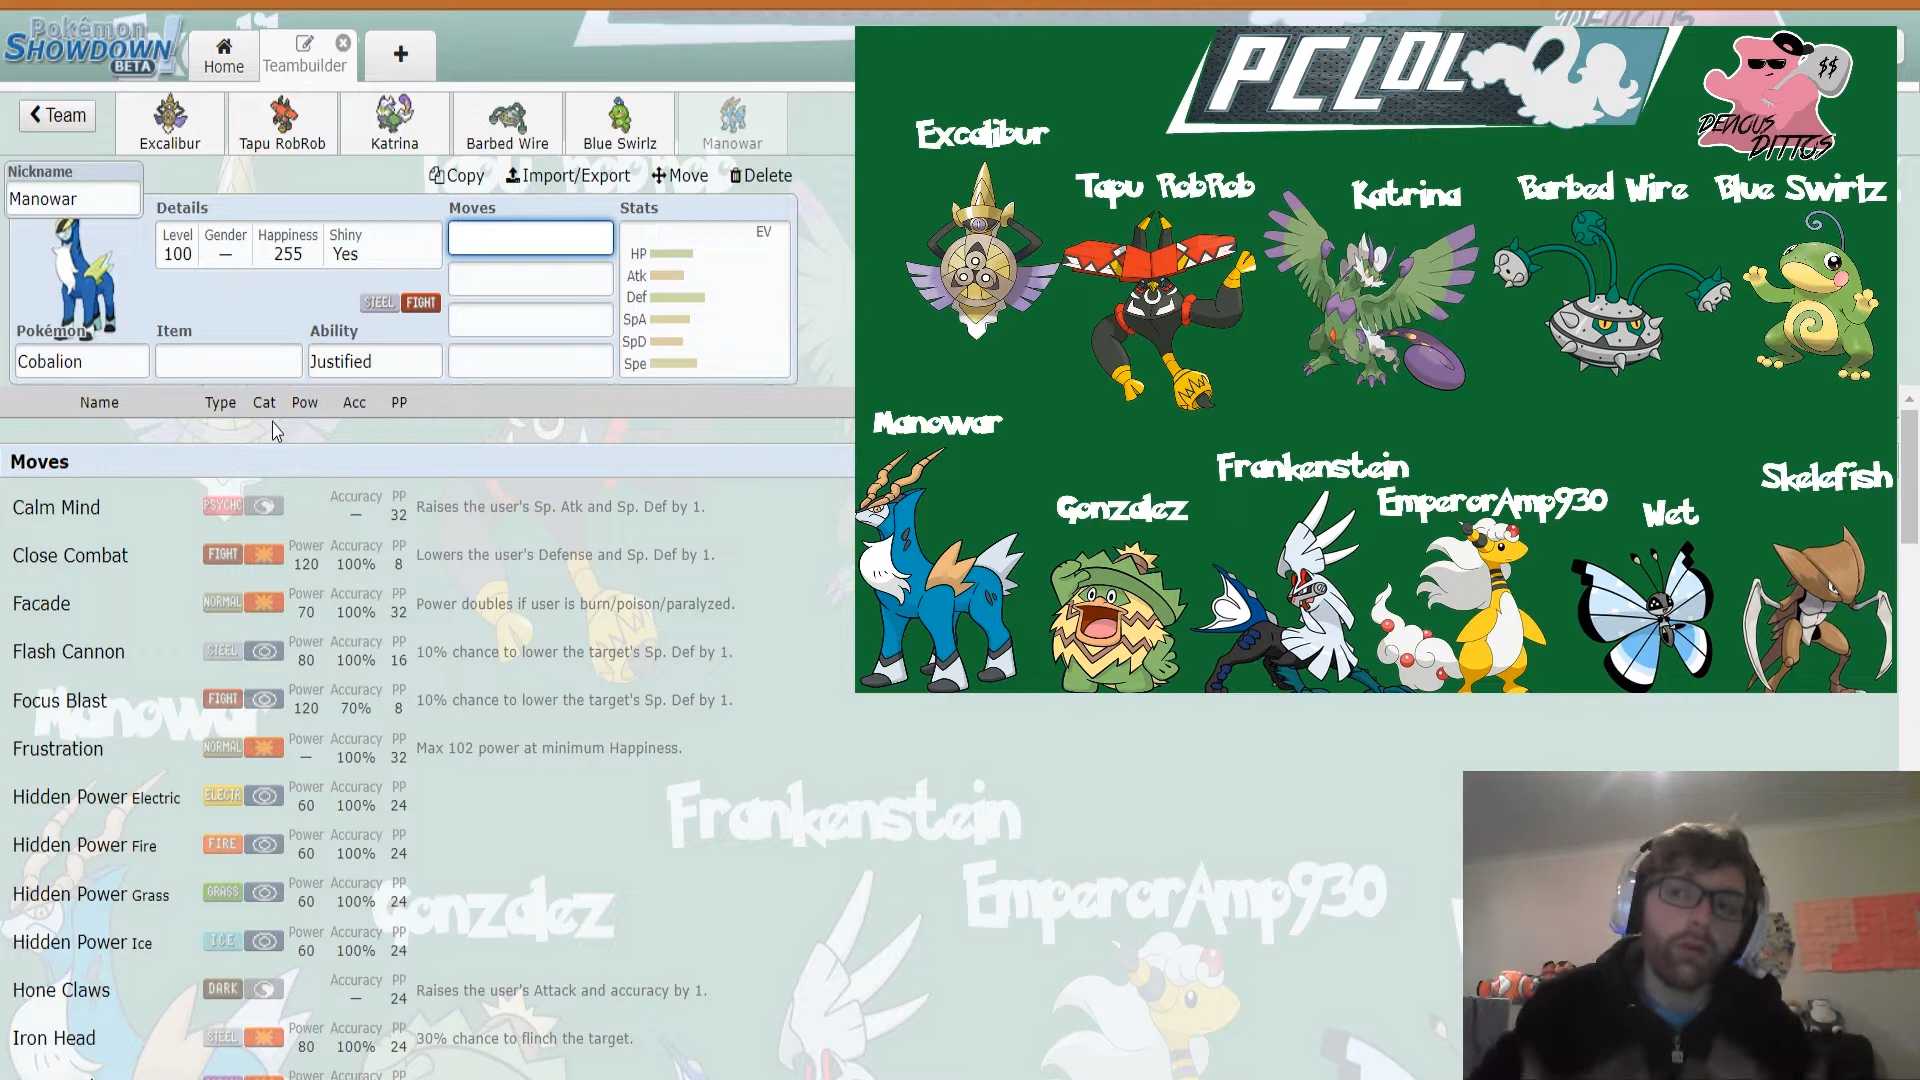 Pokémon
SHOWDOWN!
BETA
Home
Teambuilder
+
Team
Excalibur
Tapu RobRob
Katrina
Barbed Wire
Blue Swirlz
Manowar
Nickname
Manowar
Copy
Import/Export
Move
Delete
Details
Moves
Stats
Level
100
Gender
—
Happiness
255
Shiny
Yes
EV
HP
Atk
Def
SpA
SpD
Spe
STEEL
FIGHT
Pokémon
Cobalion
Item
Ability
Justified
Name Type Cat Pow Acc PP
Moves
Calm Mind PSYCHC Accuracy — PP 32 Raises the user's Sp. Atk and Sp. Def by 1.
Close Combat FIGHT Power 120 Accuracy 100% PP 8 Lowers the user's Defense and Sp. Def by 1.
Facade NORMAL Power 70 Accuracy 100% PP 32 Power doubles if user is burn/poison/paralyzed.
Flash Cannon STEEL Power 80 Accuracy 100% PP 16 10% chance to lower the target's Sp. Def by 1.
Focus Blast FIGHT Power 120 Accuracy 70% PP 8 10% chance to lower the target's Sp. Def by 1.
Frustration NORMAL Power — Accuracy 100% PP 32 Max 102 power at minimum Happiness.
Hidden Power Electric ELECTR Power 60 Accuracy 100% PP 24
Hidden Power Fire FIRE Power 60 Accuracy 100% PP 24
Hidden Power Grass GRASS Power 60 Accuracy 100% PP 24
Hidden Power Ice ICE Power 60 Accuracy 100% PP 24
Hone Claws DARK Accuracy — PP 24 Raises the user's Attack and accuracy by 1.
Iron Head STEEL Power 80 Accuracy 100% PP 24 30% chance to flinch the target.
Power Accuracy PP
PCLOL
$$
DEVIOUS
DITTOS
Excalibur
Tapu RobRob
Katrina
Barbed Wire
Blue Swirlz
Manowar
Gonzalez
Frankenstein
EmperorAmp930
Wet
Skelefish
Manowar
Frankenstein
Gonzalez
EmperorAmp930